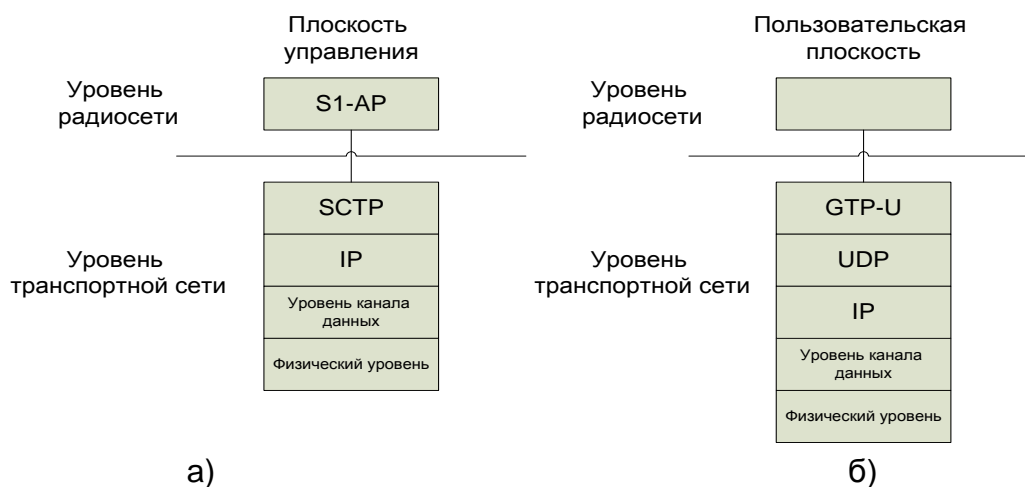 Плоскость
управления
Уровень
радиосети
S1-AP
SCTP
Уровень
транспортной сети
IP
Уровень канала
данных
Физический уровень
а)
Пользовательская
плоскость
Уровень
радиосети
GTP-U
Уровень
транспортной сети
UDP
IP
Уровень канала
данных
Физический уровень
б)